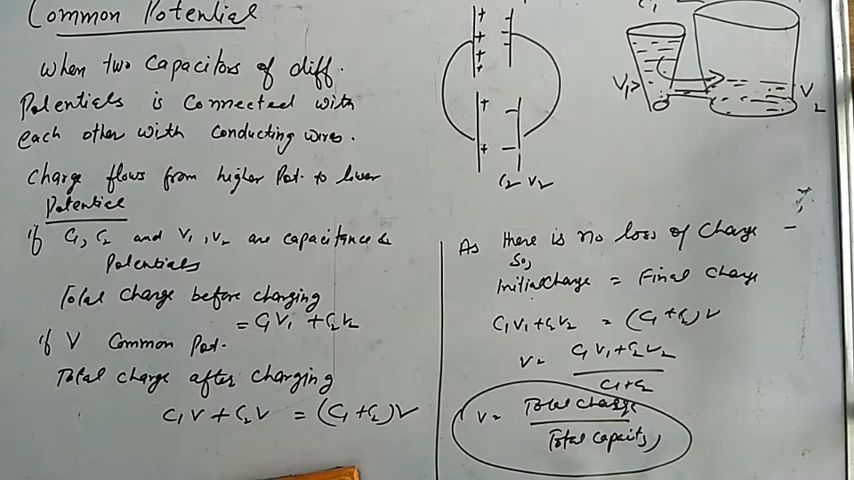 Common Potential
When two Capacitors of diff.
Potentials is Connected with
each other with conducting wires.
Charge flows from higher Pot. to lower
Potential
If C₁, C₂ and V₁, V₂ are capacitance &
Potentials
Total Charge before charging
= C₁V₁ + C₂V₂
If V Common Pot.
Total charge after charging
C₁V + C₂V = (C₁ + C₂)V
+ + + +
+ +
C₂ V₂
C₁
V₁>
V₂
As there is no loss of Charge -
So,
Initial charge = Final Charge
C₁V₁ + C₂V₂ = (C₁ + C₂) V
V = C₁V₁ + C₂V₂
C₁ + C₂
V = Total charge
Total capacity